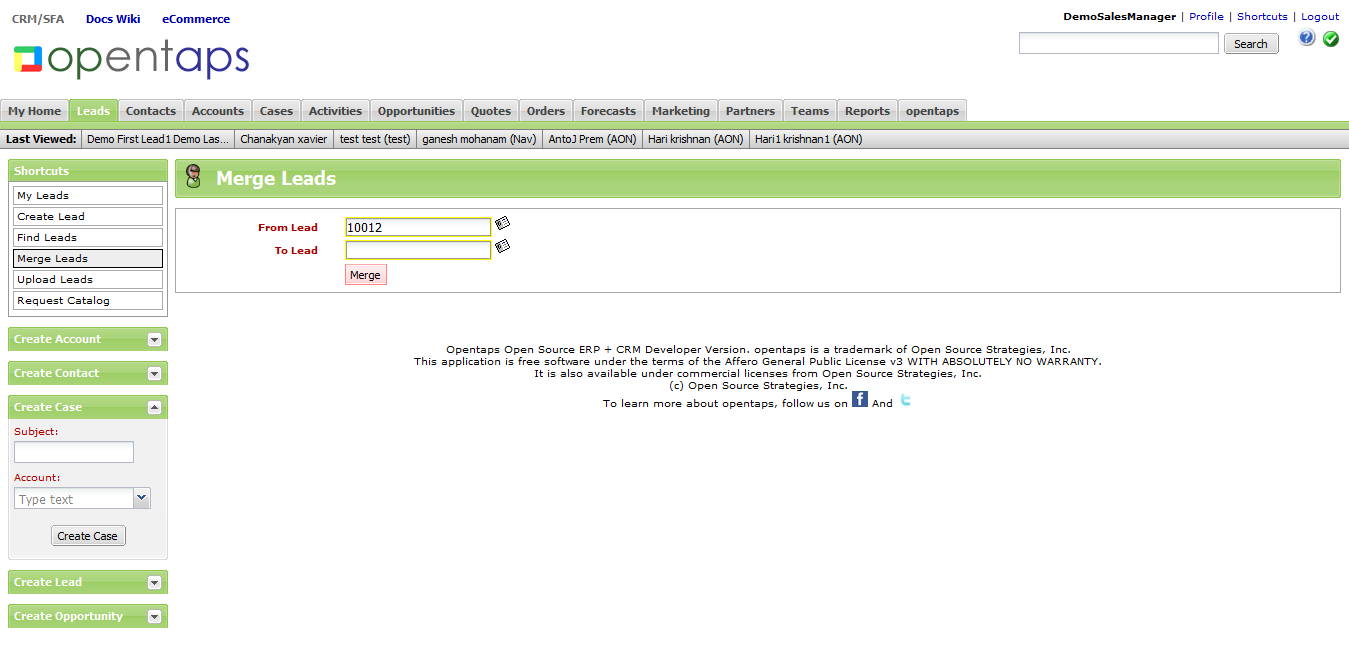 CRM/SFA Docs Wiki eCommerce
DemoSalesManager | Profile | Shortcuts | Logout
opentaps
Search
My Home Leads Contacts Accounts Cases Activities Opportunities Quotes Orders Forecasts Marketing Partners Teams Reports opentaps
Last Viewed: Demo First Lead1 Demo Las... Chanakyan xavier test test (test) ganesh mohanam (Nav) AntoJ Prem (AON) Hari krishnan (AON) Hari1 krishnan1 (AON)
Shortcuts
My Leads
Create Lead
Find Leads
Merge Leads
Upload Leads
Request Catalog
Create Account
Create Contact
Create Case
Subject:
Account:
Type text
Create Case
Create Lead
Create Opportunity
Merge Leads
From Lead 10012
To Lead
Merge
Opentaps Open Source ERP + CRM Developer Version. opentaps is a trademark of Open Source Strategies, Inc.
This application is free software under the terms of the Affero General Public License v3 WITH ABSOLUTELY NO WARRANTY.
It is also available under commercial licenses from Open Source Strategies, Inc.
(c) Open Source Strategies, Inc.
To learn more about opentaps, follow us on f And t